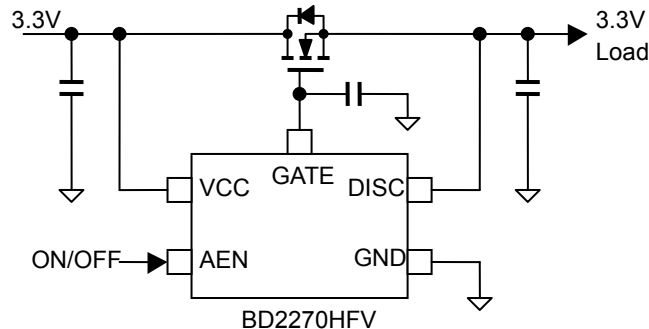 3.3V
3.3V
Load
GATE
VCC
DISC
ON/OFF
AEN
GND
BD2270HFV